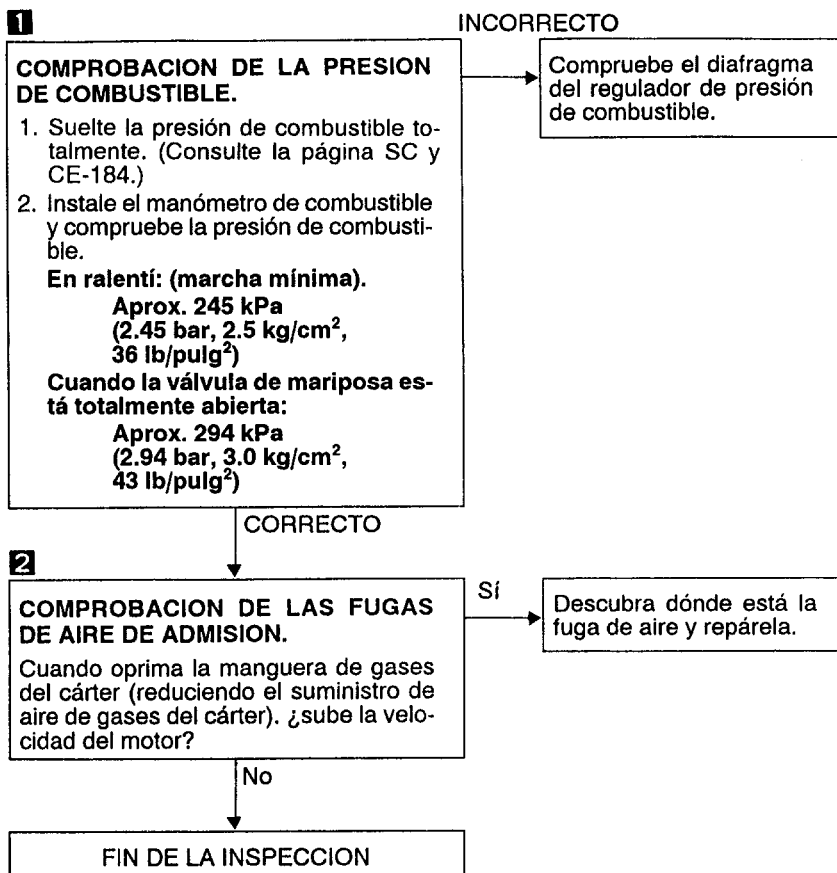 1
INCORRECTO
COMPROBACION DE LA PRESION
DE COMBUSTIBLE.
1. Suelte la presión de combustible to-
talmente. (Consulte la página SC y
CE-184.)
2. Instale el manómetro de combustible
y compruebe la presión de combusti-
ble.
En ralentí: (marcha mínima).
Aprox. 245 kPa
(2.45 bar, 2.5 kg/cm²,
36 lb/pulg²)
Cuando la válvula de mariposa es-
tá totalmente abierta:
Aprox. 294 kPa
(2.94 bar, 3.0 kg/cm²,
43 lb/pulg²)
Compruebe el diafragma
del regulador de presión
de combustible.
CORRECTO
2
COMPROBACION DE LAS FUGAS
DE AIRE DE ADMISION.
Cuando oprima la manguera de gases
del cárter (reduciendo el suministro de
aire de gases del cárter). ¿sube la velo-
cidad del motor?
Sí
Descubra dónde está la
fuga de aire y repárela.
No
FIN DE LA INSPECCION